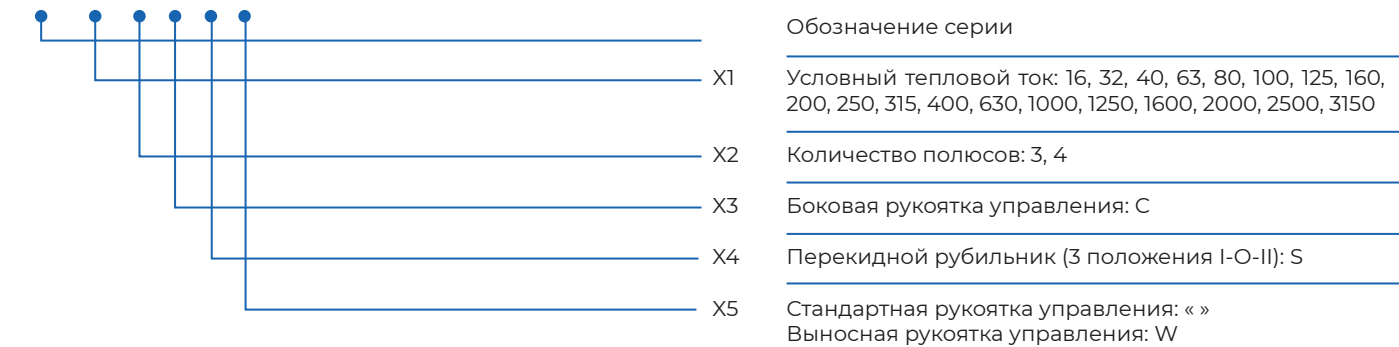 Обозначение серии
X1 Условный тепловой ток: 16, 32, 40, 63, 80, 100, 125, 160,
200, 250, 315, 400, 630, 1000, 1250, 1600, 2000, 2500, 3150
X2 Количество полюсов: 3, 4
X3 Боковая рукоятка управления: С
X4 Перекидной рубильник (3 положения I-O-II): S
X5 Стандартная рукоятка управления: « »
Выносная рукоятка управления: W